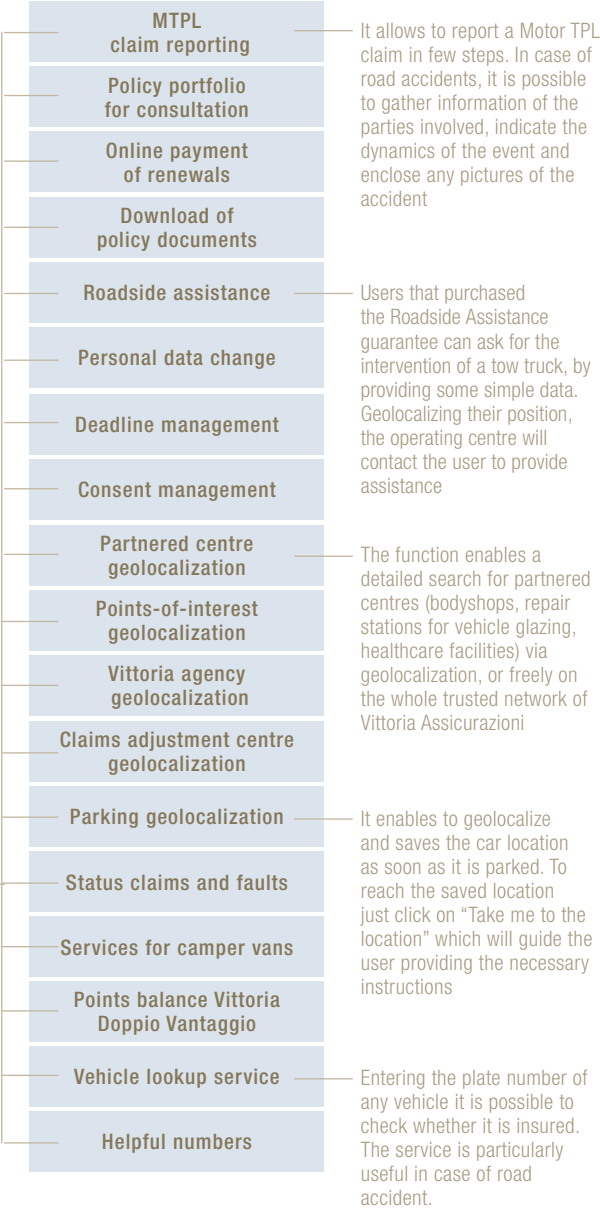 MTPL
claim reporting
It allows to report a Motor TPL
claim in few steps. In case of
road accidents, it is possible
to gather information of the
parties involved, indicate the
dynamics of the event and
enclose any pictures of the
accident
Policy portfolio
for consultation
Online payment
of renewals
Download of
policy documents
Roadside assistance
Users that purchased
the Roadside Assistance
guarantee can ask for the
intervention of a tow truck, by
providing some simple data.
Geolocalizing their position,
the operating centre will
contact the user to provide
assistance
Personal data change
Deadline management
Consent management
Partnered centre
geolocalization
The function enables a
detailed search for partnered
centres (bodyshops, repair
stations for vehicle glazing,
healthcare facilities) via
geolocalization, or freely on
the whole trusted network of
Vittoria Assicurazioni
Points-of-interest
geolocalization
Vittoria agency
geolocalization
Claims adjustment centre
geolocalization
Parking geolocalization
It enables to geolocalize
and saves the car location
as soon as it is parked. To
reach the saved location
just click on “Take me to the
location” which will guide the
user providing the necessary
instructions
Status claims and faults
Services for camper vans
Points balance Vittoria
Doppio Vantaggio
Vehicle lookup service
Entering the plate number of
any vehicle it is possible to
check whether it is insured.
The service is particularly
useful in case of road
accident.
Helpful numbers